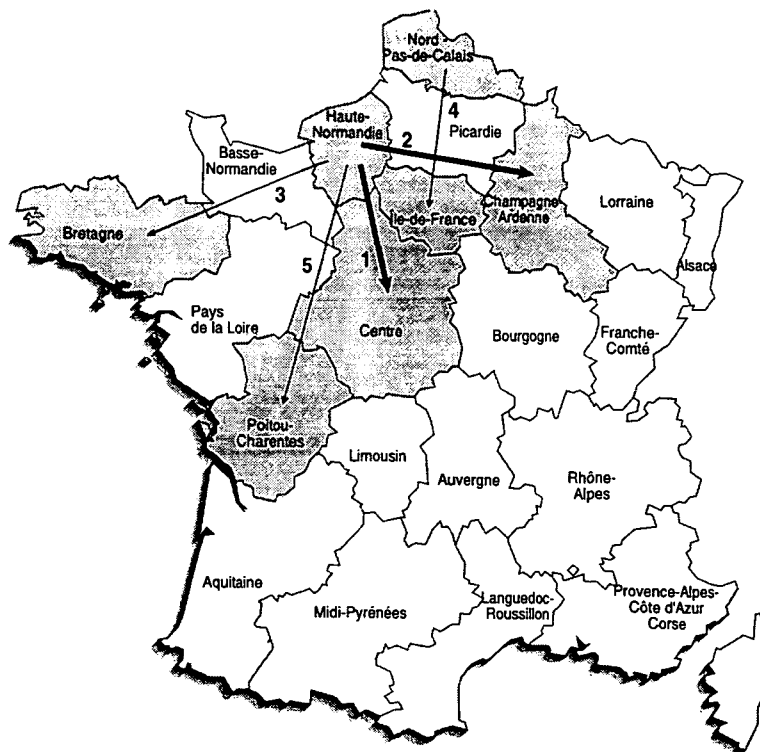 Nord -
Pas-de-Calais
4
Haute-
Normandie
2
Picardie
Basse-
Normandie
3
Île-de-France
Champagne
Ardenne
Lorraine
Alsace
Bretagne
5
1
Pays
de la Loire
Centre
Bourgogne
Franche-
Comté
Poitou-
Charentes
Limousin
Auvergne
Rhône-
Alpes
Aquitaine
Midi-Pyrénées
Languedoc-
Roussillon
Provence-Alpes-
Côte d'Azur
Corse